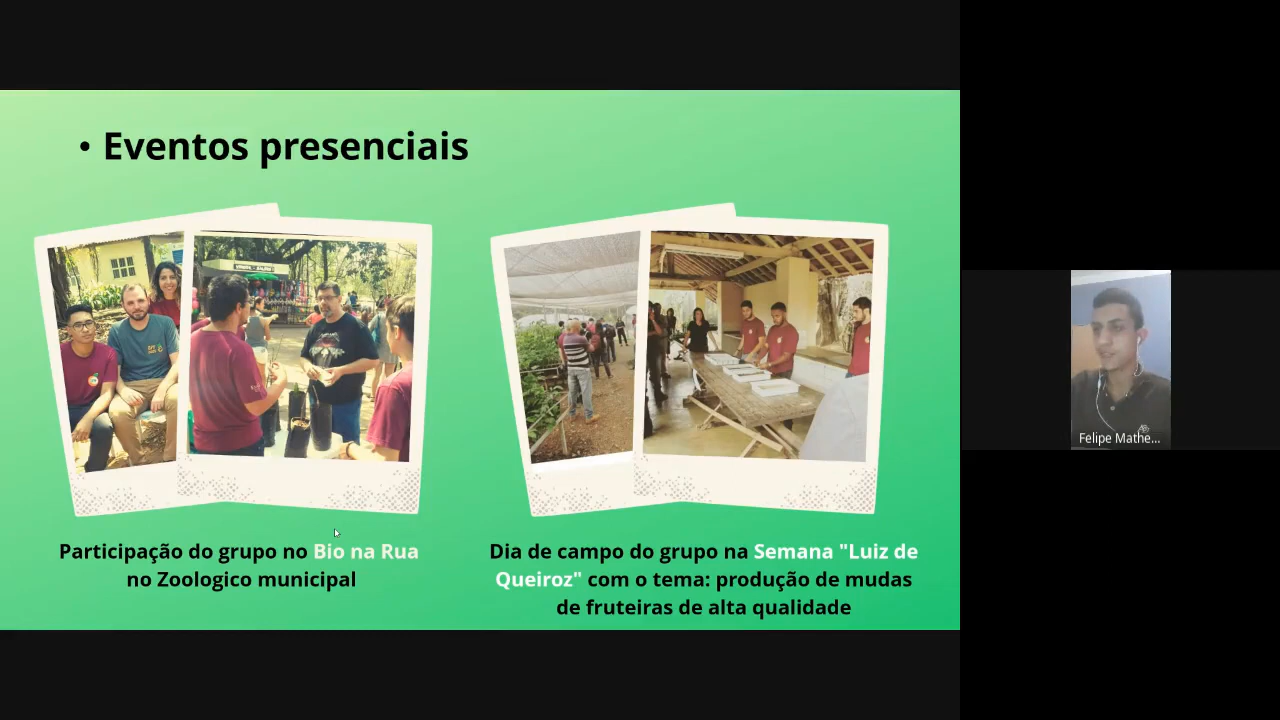 • Eventos presenciais
Participação do grupo no Bio na Rua
no Zoologico municipal
Dia de campo do grupo na Semana "Luiz de
Queiroz" com o tema: produção de mudas
de fruteiras de alta qualidade
Felipe Mathe...